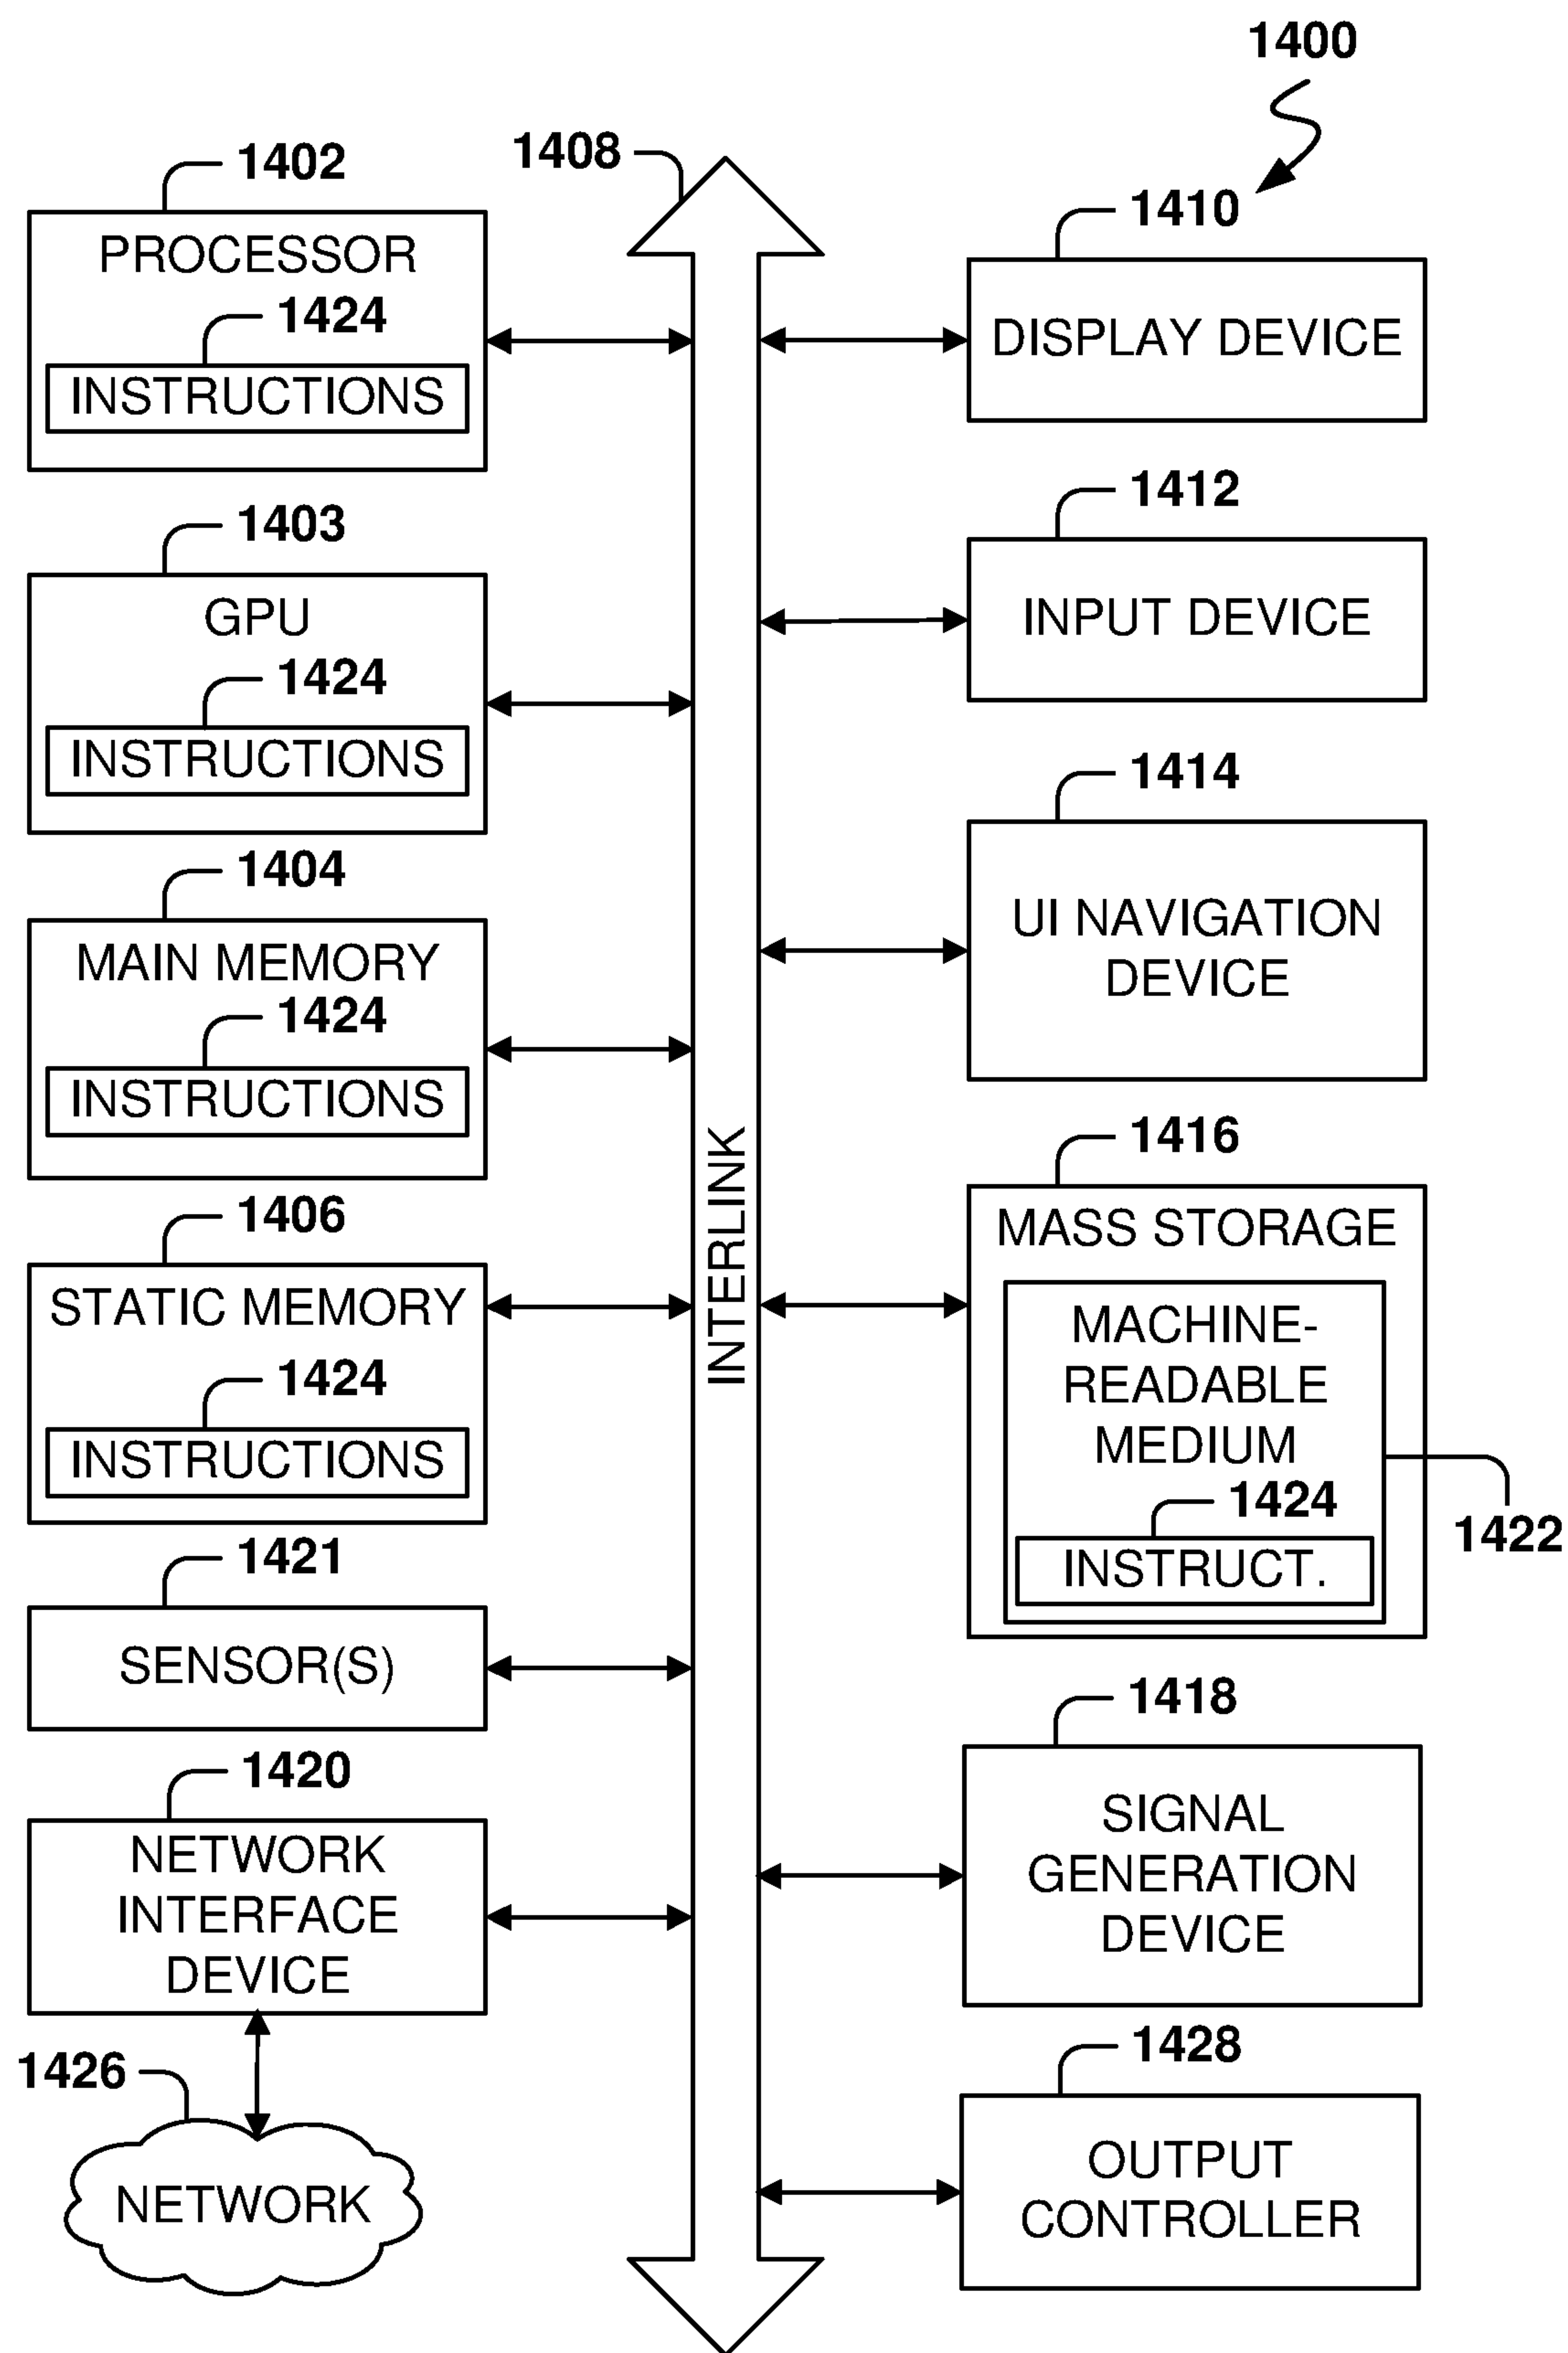 1400
1402
PROCESSOR
1424
INSTRUCTIONS
1403
GPU
1424
INSTRUCTIONS
1404
MAIN MEMORY
1424
INSTRUCTIONS
1406
STATIC MEMORY
1424
INSTRUCTIONS
1421
SENSOR(S)
1420
NETWORK
INTERFACE
DEVICE
1426
NETWORK
1408
INTERLINK
1410
DISPLAY DEVICE
1412
INPUT DEVICE
1414
UI NAVIGATION
DEVICE
1416
MASS STORAGE
MACHINE-
READABLE
MEDIUM
1424
INSTRUCT.
1422
1418
SIGNAL
GENERATION
DEVICE
1428
OUTPUT
CONTROLLER